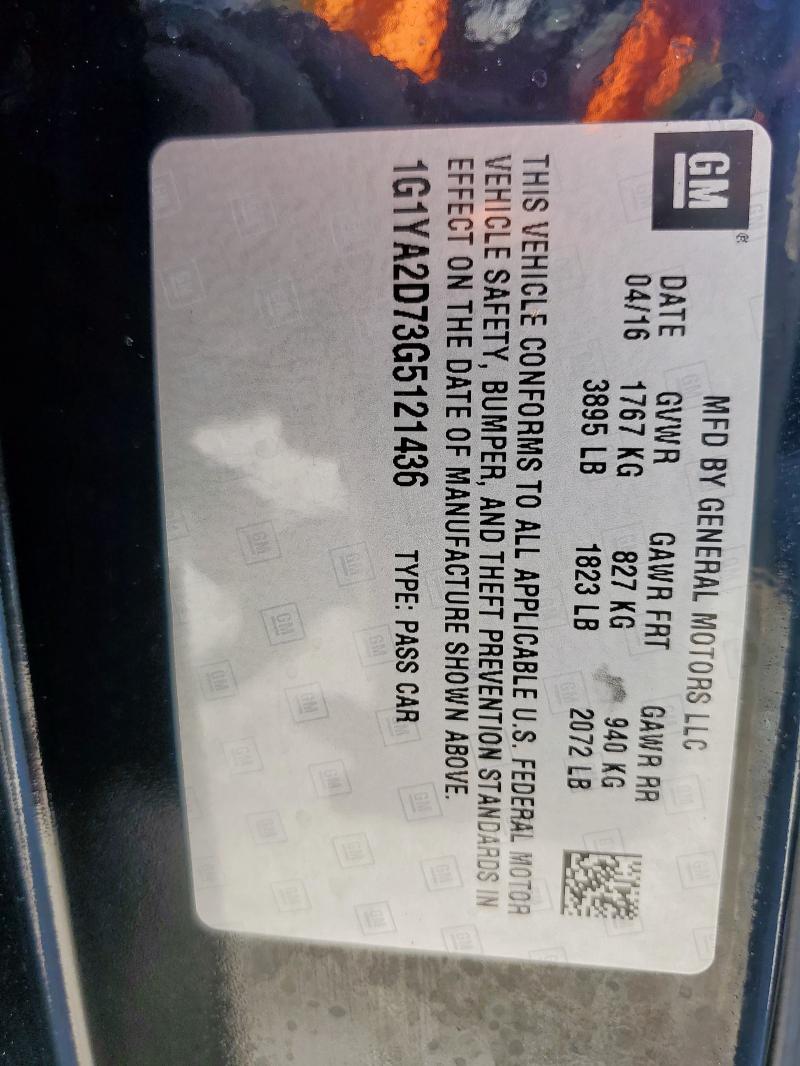 GM
MFD BY GENERAL MOTORS LLC
DATE GVWR GAWR FRT GAWR RR
04/16 1767 KG 827 KG 940 KG
3895 LB 1823 LB 2072 LB
THIS VEHICLE CONFORMS TO ALL APPLICABLE U.S. FEDERAL MOTOR
VEHICLE SAFETY, BUMPER, AND THEFT PREVENTION STANDARDS IN
EFFECT ON THE DATE OF MANUFACTURE SHOWN ABOVE.
1G1YA2D73G5121436 TYPE: PASS CAR